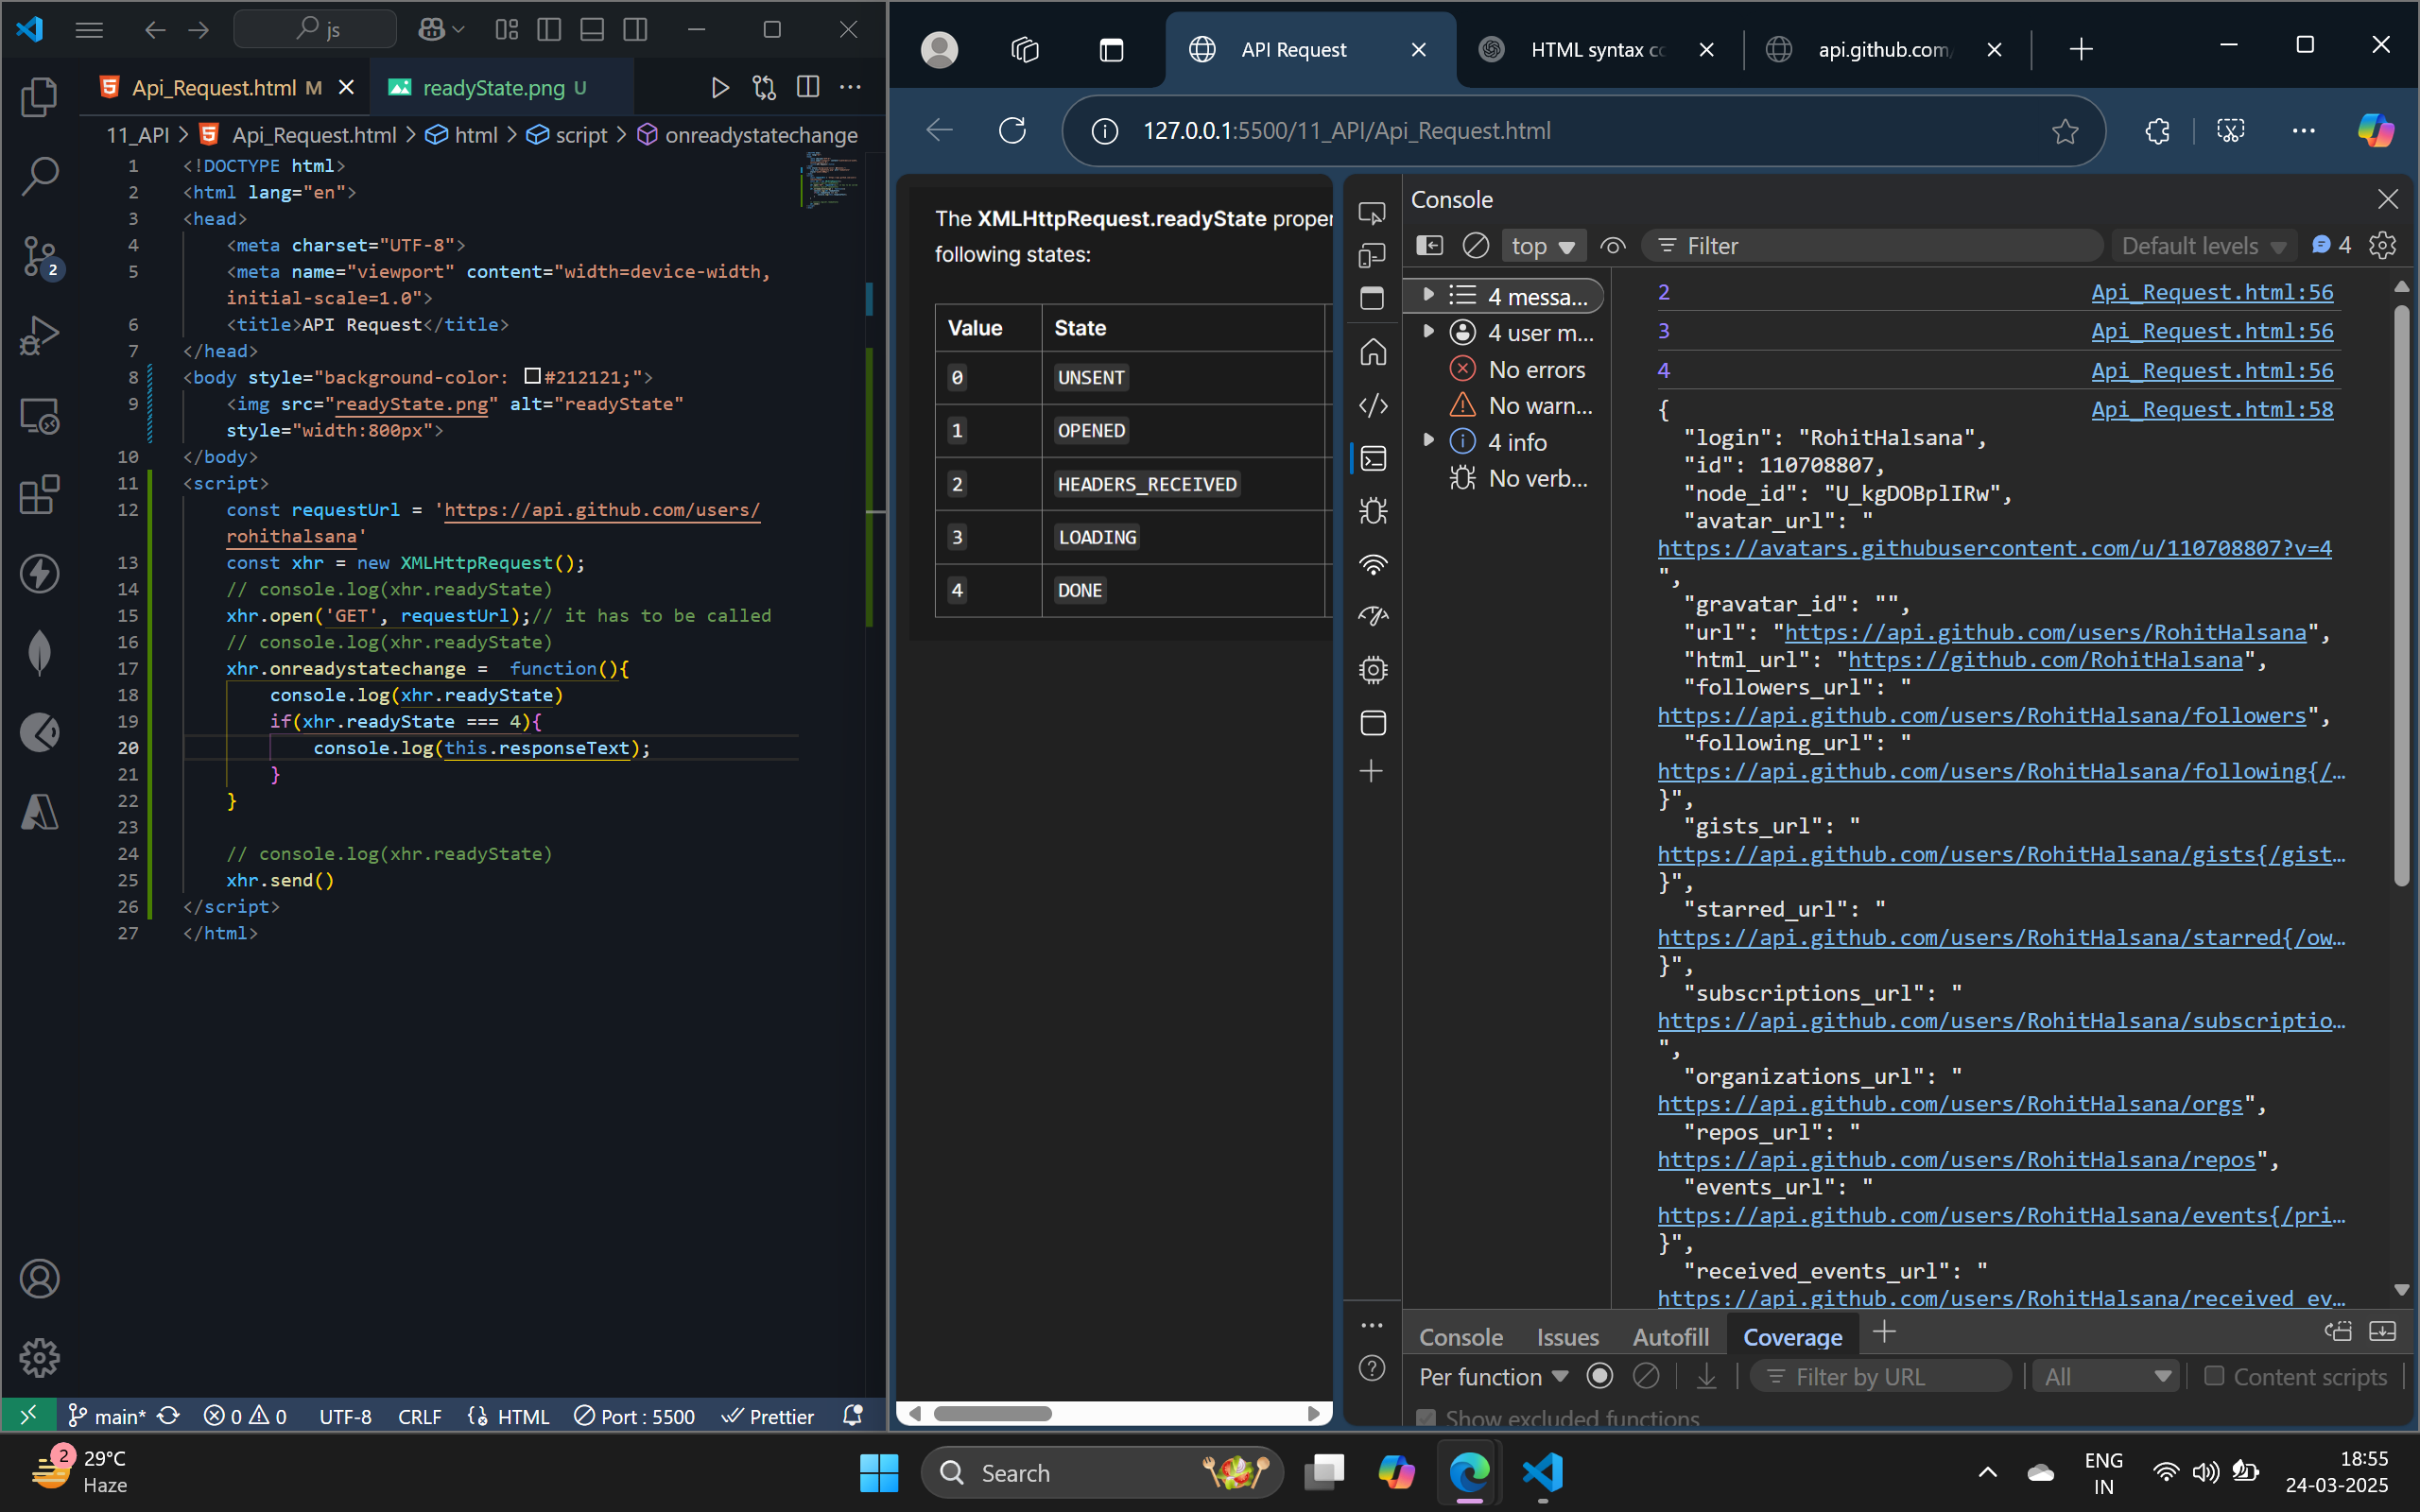 js
Api_Request.html M
readyState.png U
11_API > Api_Request.html > html > script > onreadystatechange
1 <!DOCTYPE html>
2 <html lang="en">
3 <head>
4 <meta charset="UTF-8">
5 <meta name="viewport" content="width=device-width,
initial-scale=1.0">
6 <title>API Request</title>
7 </head>
8 <body style="background-color: #212121;">
9 <img src="readyState.png" alt="readyState"
style="width:800px">
10 </body>
11 <script>
12 const requestUrl = 'https://api.github.com/users/
rohithalsana'
13 const xhr = new XMLHttpRequest();
14 // console.log(xhr.readyState)
15 xhr.open('GET', requestUrl);// it has to be called
16 // console.log(xhr.readyState)
17 xhr.onreadystatechange =  function(){
18 console.log(xhr.readyState)
19 if(xhr.readyState === 4){
20 console.log(this.responseText);
21 }
22 }
23
24 // console.log(xhr.readyState)
25 xhr.send()
26 </script>
27 </html>
2
main* 0 0 UTF-8 CRLF HTML Port : 5500 Prettier
API Request
HTML syntax co
api.github.com/
127.0.0.1:5500/11_API/Api_Request.html
The XMLHttpRequest.readyState proper
following states:
Value State
0 UNSENT
1 OPENED
2 HEADERS_RECEIVED
3 LOADING
4 DONE
Console
top Filter Default levels 4
4 messa...
4 user m...
No errors
No warn...
4 info
No verb...
2 Api_Request.html:56
3 Api_Request.html:56
4 Api_Request.html:56
{ Api_Request.html:58
"login": "RohitHalsana",
"id": 110708807,
"node_id": "U_kgDOBplIRw",
"avatar_url": "
https://avatars.githubusercontent.com/u/110708807?v=4
",
"gravatar_id": "",
"url": "https://api.github.com/users/RohitHalsana",
"html_url": "https://github.com/RohitHalsana",
"followers_url": "
https://api.github.com/users/RohitHalsana/followers",
"following_url": "
https://api.github.com/users/RohitHalsana/following{/…
}",
"gists_url": "
https://api.github.com/users/RohitHalsana/gists{/gist…
}",
"starred_url": "
https://api.github.com/users/RohitHalsana/starred{/ow…
}",
"subscriptions_url": "
https://api.github.com/users/RohitHalsana/subscriptio…
",
"organizations_url": "
https://api.github.com/users/RohitHalsana/orgs",
"repos_url": "
https://api.github.com/users/RohitHalsana/repos",
"events_url": "
https://api.github.com/users/RohitHalsana/events{/pri…
}",
"received_events_url": "
https://api.github.com/users/RohitHalsana/received_ev…
Console Issues Autofill Coverage
Per function Filter by URL All Content scripts
Show excluded functions
2
29°C
Haze
Search
ENG
IN
18:55
24-03-2025